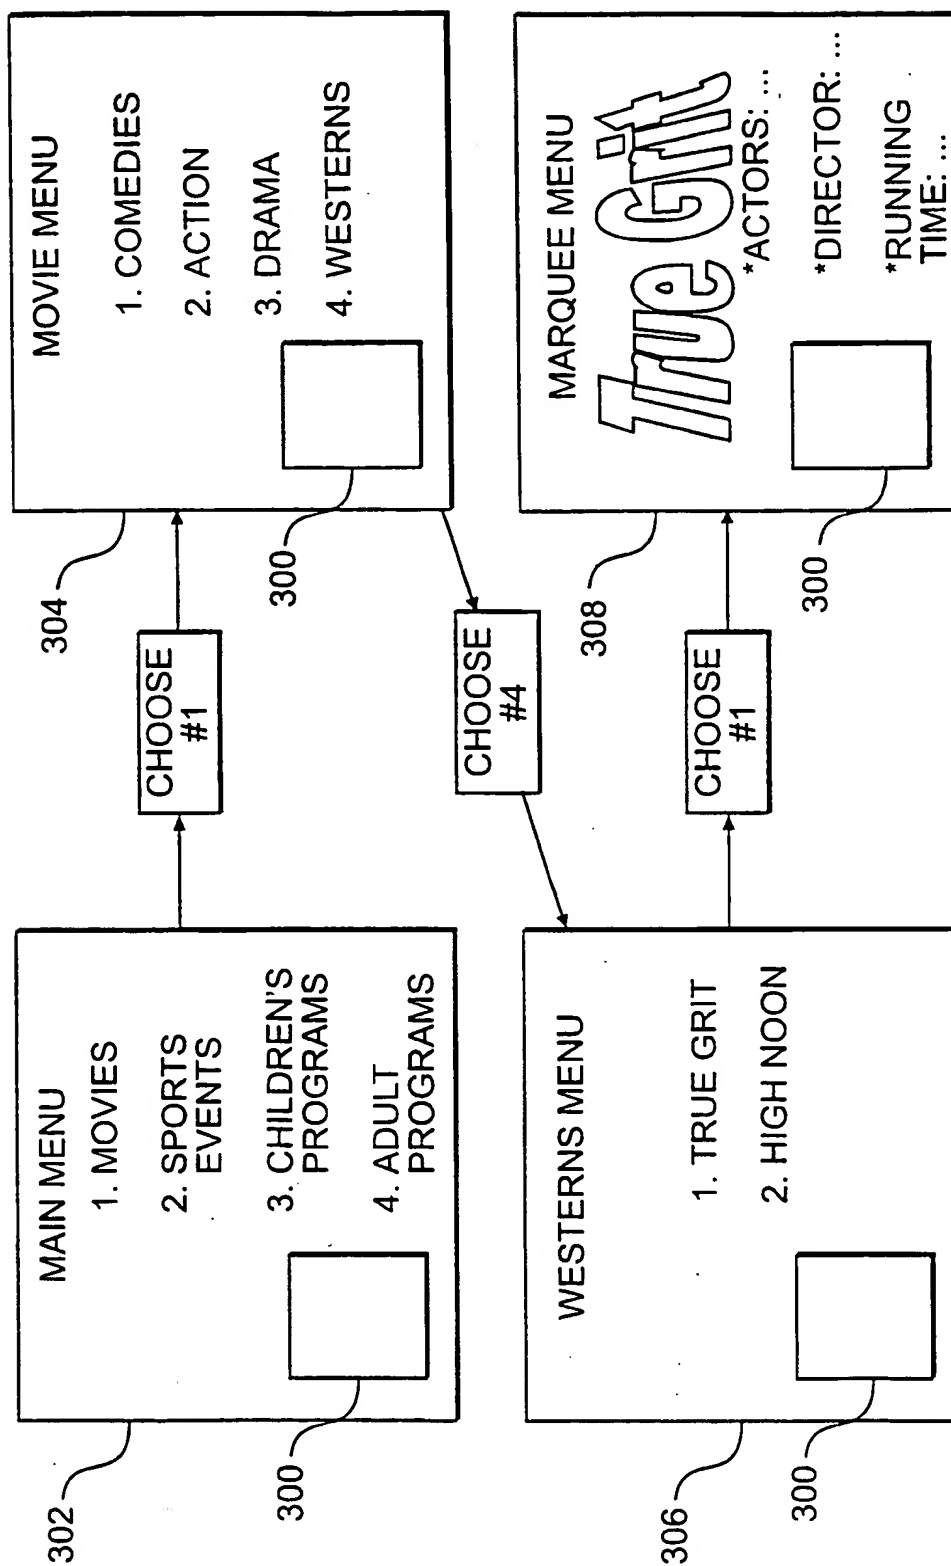 MAIN MENU
1. MOVIES
2. SPORTS
EVENTS
3. CHILDREN'S
PROGRAMS
4. ADULT
PROGRAMS
302
300
CHOOSE
#1
MOVIE MENU
1. COMEDIES
2. ACTION
3. DRAMA
4. WESTERNS
304
300
CHOOSE
#4
WESTERNS MENU
1. TRUE GRIT
2. HIGH NOON
306
300
CHOOSE
#1
MARQUEE MENU
True Grit
*ACTORS: ...
*DIRECTOR: ...
*RUNNING
TIME: ...
308
300